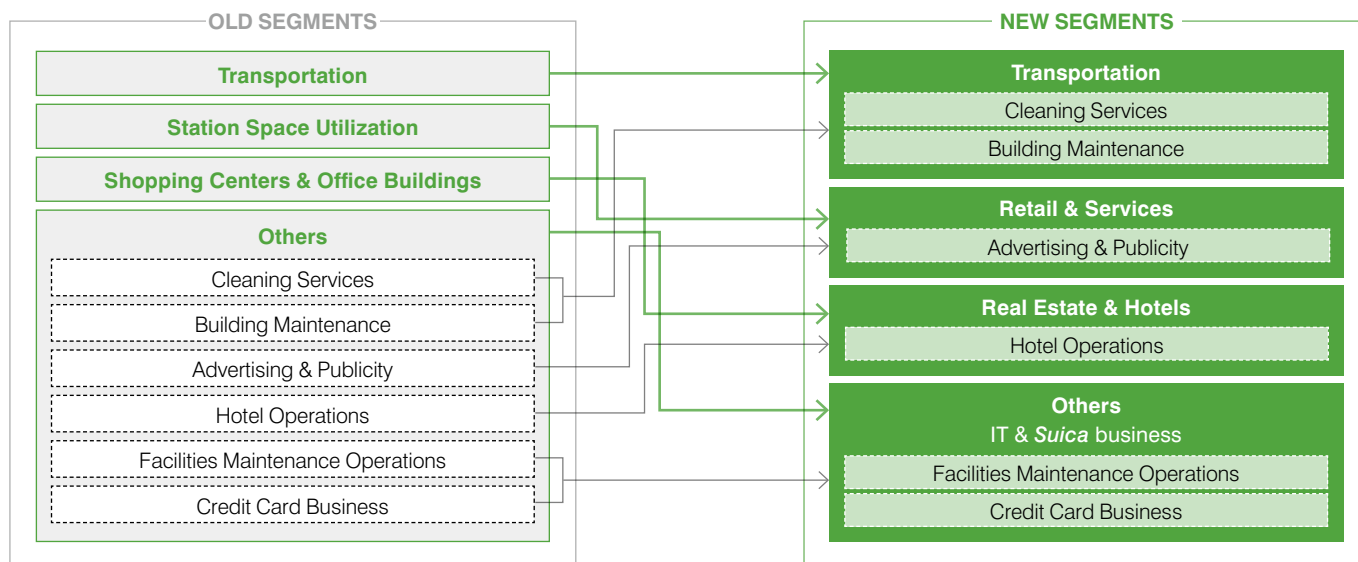 OLD SEGMENTS
Transportation
Station Space Utilization
Shopping Centers & Office Buildings
Others
Cleaning Services
Building Maintenance
Advertising & Publicity
Hotel Operations
Facilities Maintenance Operations
Credit Card Business
NEW SEGMENTS
Transportation
Cleaning Services
Building Maintenance
Retail & Services
Advertising & Publicity
Real Estate & Hotels
Hotel Operations
Others
IT & Suica business
Facilities Maintenance Operations
Credit Card Business